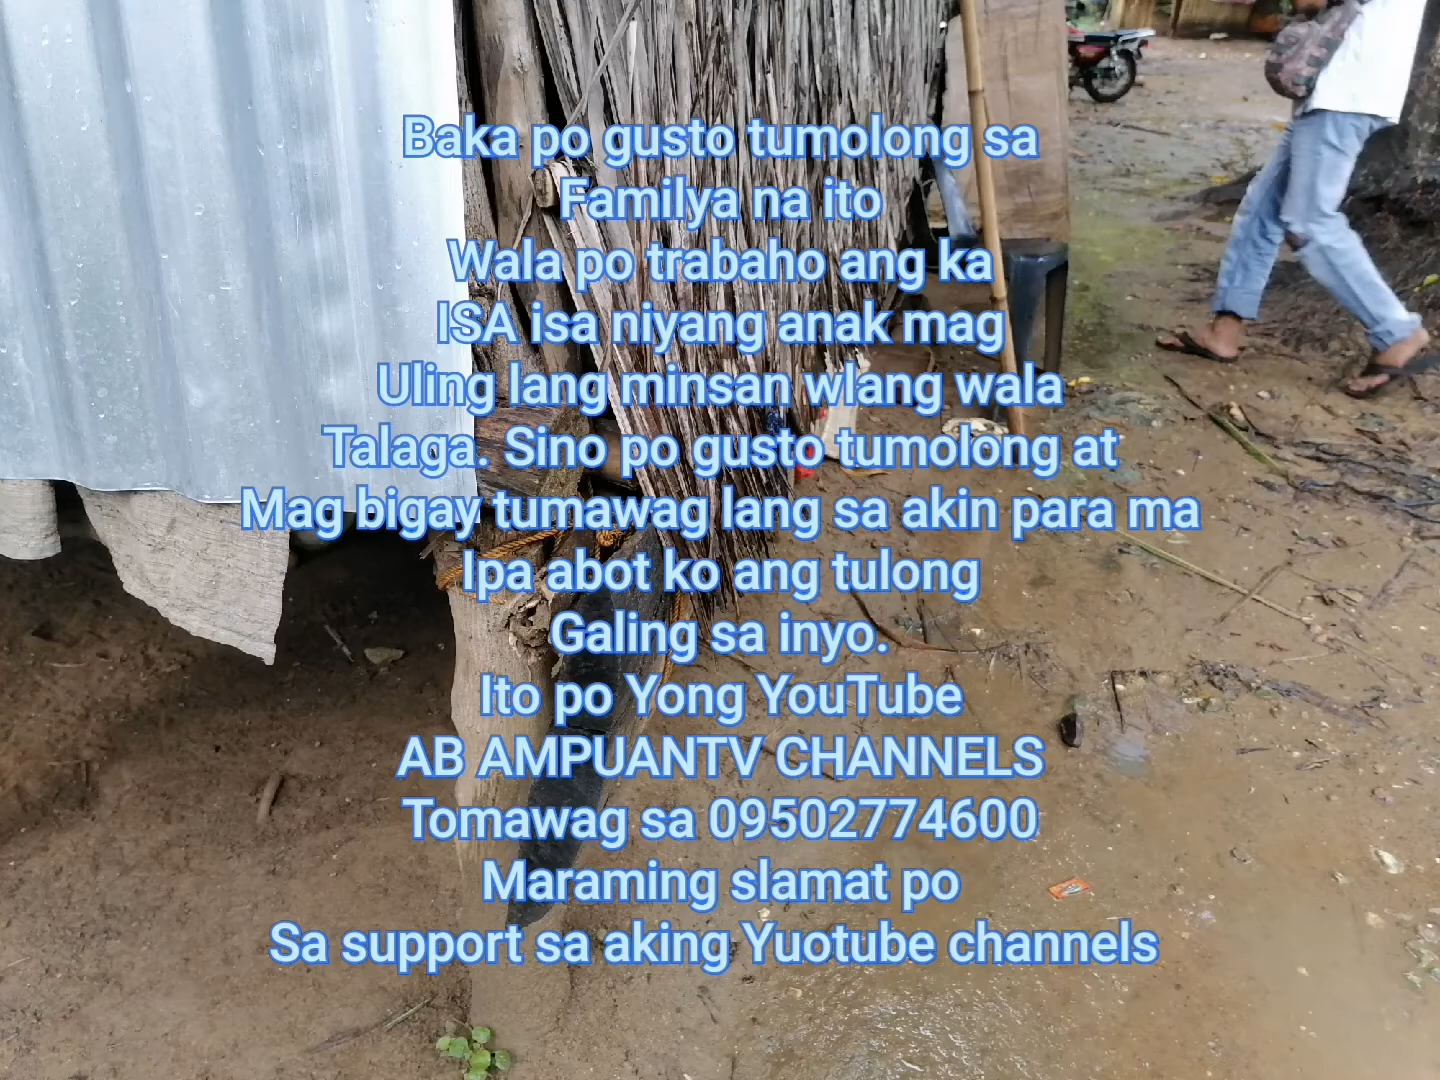 Baka po gusto tumolong sa
Familya na ito
Wala po trabaho ang ka
ISA isa niyang anak mag
Uling lang minsan wlang wala
Talaga. Sino po gusto tumolong at
Mag bigay tumawag lang sa akin para ma
Ipa abot ko ang tulong
Galing sa inyo.
Ito po Yong YouTube
AB AMPUANTV CHANNELS
Tomawag sa 09502774600
Maraming slamat po
Sa support sa aking Yuotube channels